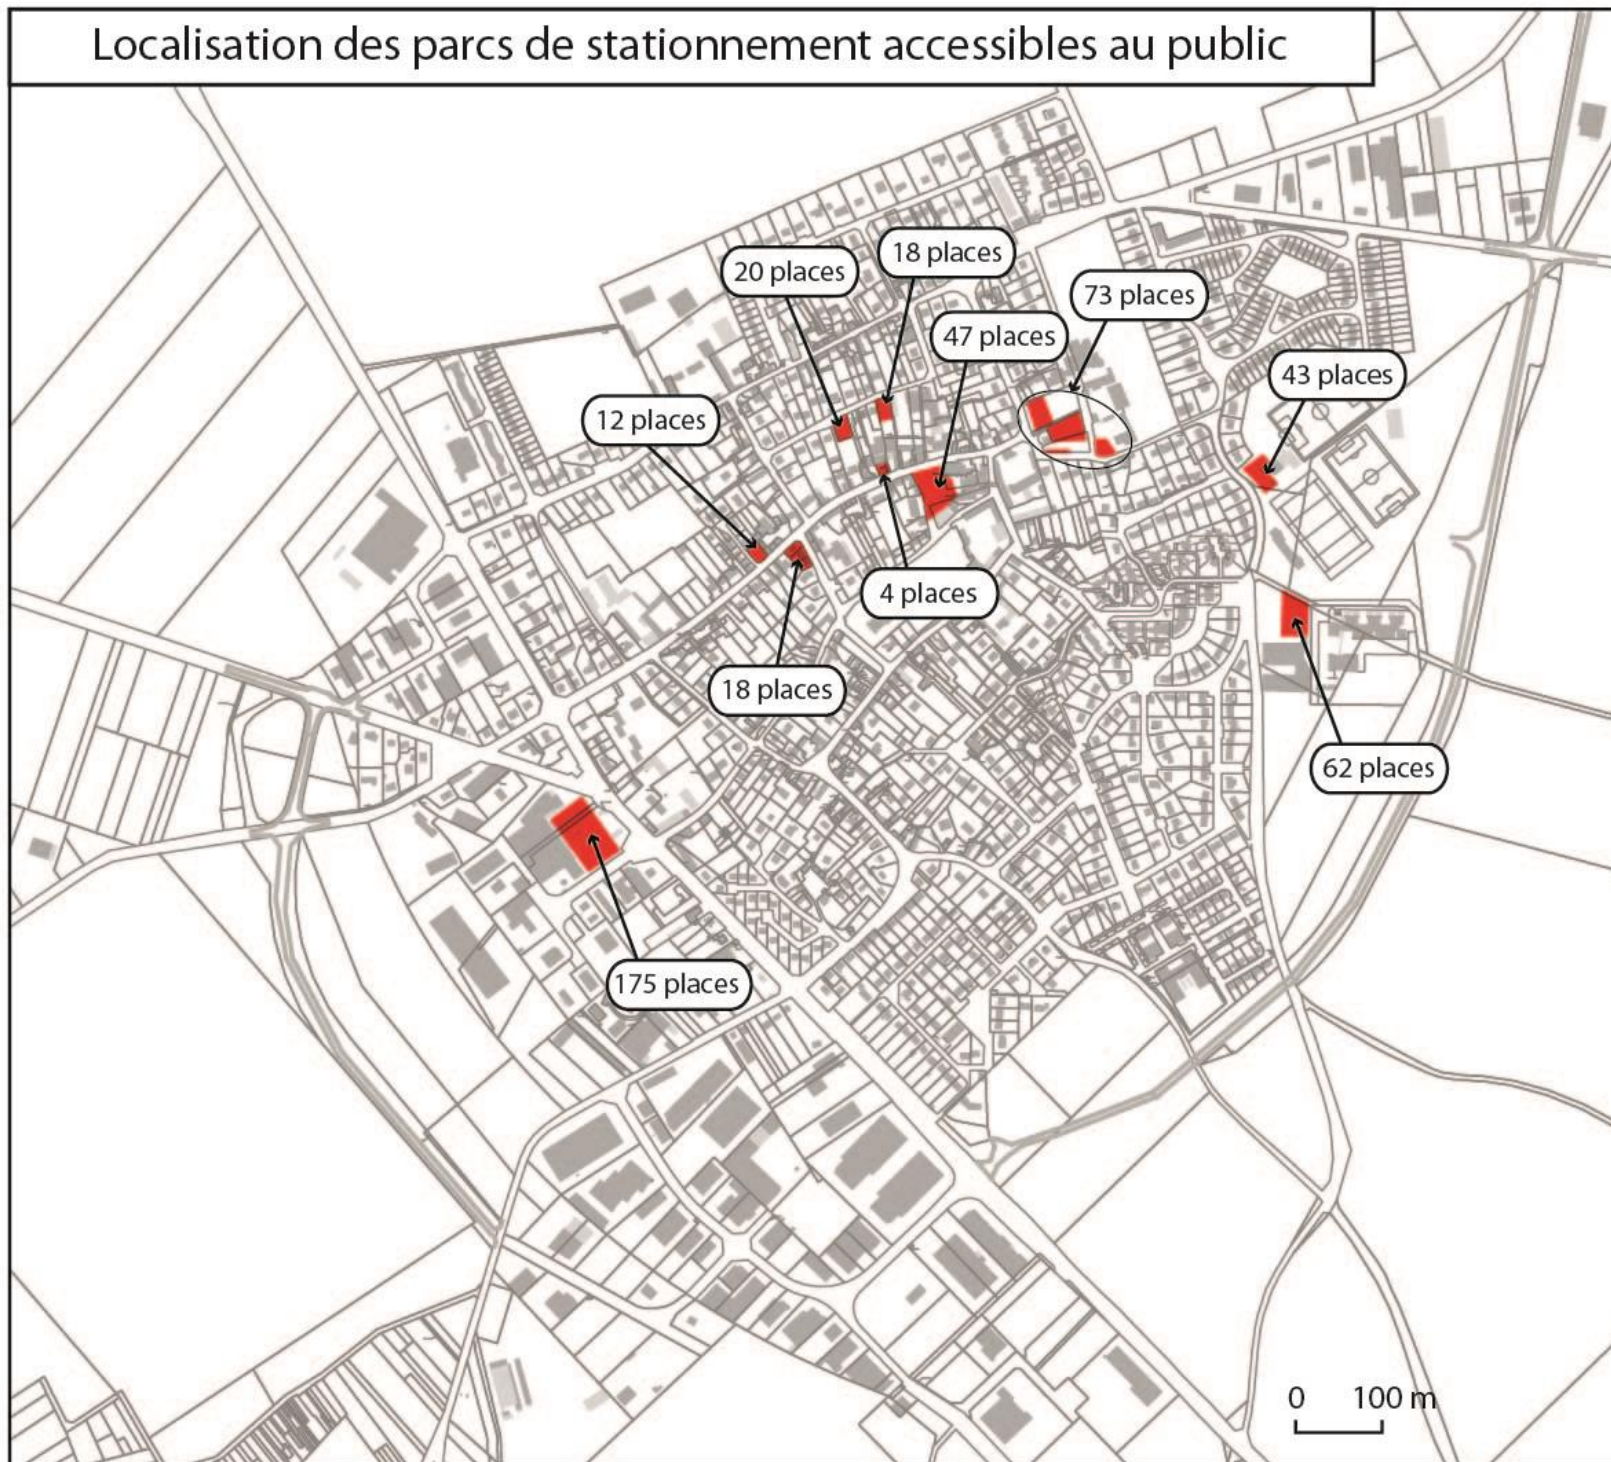 Localisation des parcs de stationnement accessibles au public
18 places
20 places
73 places
47 places
43 places
12 places
4 places
18 places
62 places
175 places
0 100 m